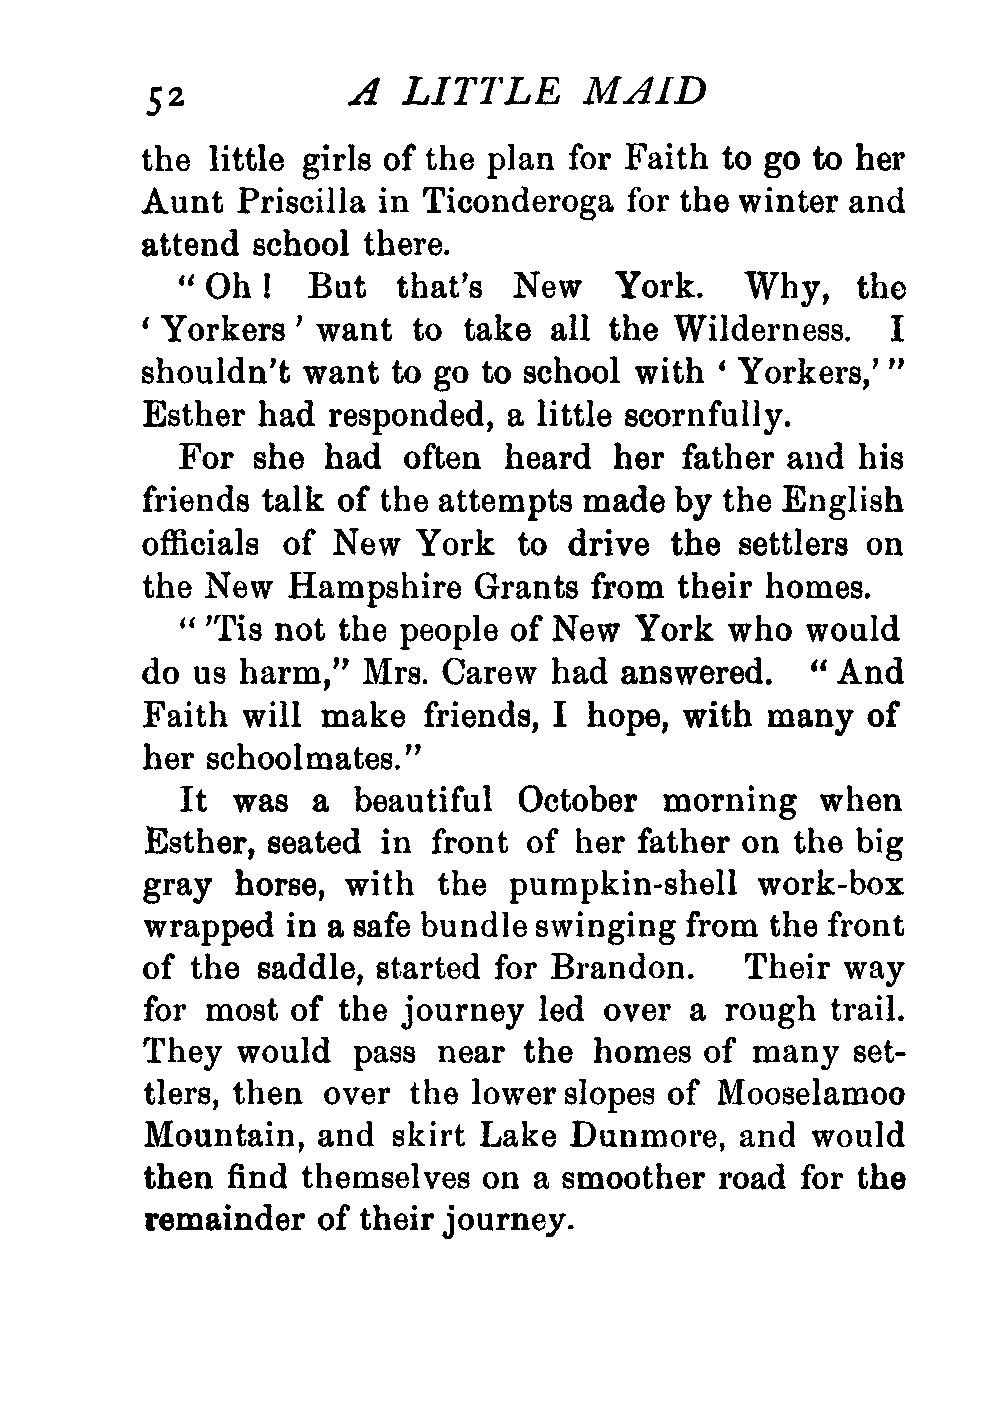 52 A LITTLE MAID
the little girls of the plan for Faith to go to her
Aunt Priscilla in Ticonderoga for the winter and
attend school there.
“ Oh ! But that’s New York. Why, the
‘ Yorkers ’ want to take all the Wilderness. I
shouldn’t want to go to school with ‘ Yorkers,’ ”
Esther had responded, a little scornfully.
For she had often heard her father and his
friends talk of the attempts made by the English
officials of New York to drive the settlers on
the New Hampshire Grants from their homes.
“ ’Tis not the people of New York who would
do us harm,” Mrs. Carew had answered. “ And
Faith will make friends, I hope, with many of
her schoolmates.”
It was a beautiful October morning when
Esther, seated in front of her father on the big
gray horse, with the pumpkin-shell work-box
wrapped in a safe bundle swinging from the front
of the saddle, started for Brandon. Their way
for most of the journey led over a rough trail.
They would pass near the homes of many set-
tlers, then over the lower slopes of Mooselamoo
Mountain, and skirt Lake Dunmore, and would
then find themselves on a smoother road for the
remainder of their journey.